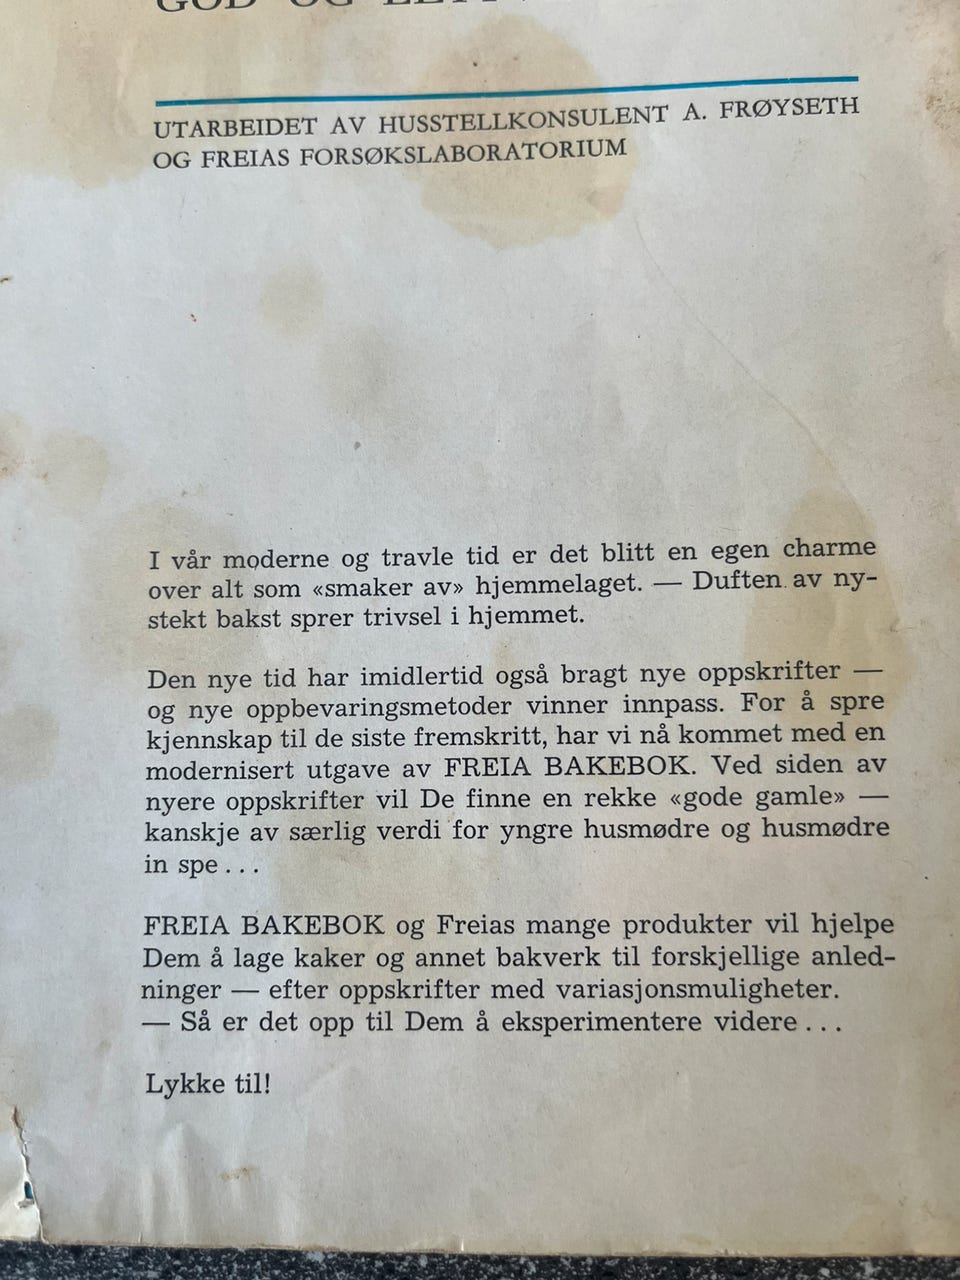 GOD OG
UTARBEIDET AV HUSSTELLKONSULENT A. FRØYSETH
OG FREIAS FORSØKSLABORATORIUM
I vår moderne og travle tid er det blitt en egen charme
over alt som «smaker av» hjemmelaget. — Duften av ny-
stekt bakst sprer trivsel i hjemmet.
Den nye tid har imidlertid også bragt nye oppskrifter —
og nye oppbevaringsmetoder vinner innpass. For å spre
kjennskap til de siste fremskritt, har vi nå kommet med en
modernisert utgave av FREIA BAKEBOK. Ved siden av
nyere oppskrifter vil De finne en rekke «gode gamle» —
kanskje av særlig verdi for yngre husmødre og husmødre
in spe . . .
FREIA BAKEBOK og Freias mange produkter vil hjelpe
Dem å lage kaker og annet bakverk til forskjellige anled-
ninger — efter oppskrifter med variasjonsmuligheter.
— Så er det opp til Dem å eksperimentere videre . . .
Lykke til!